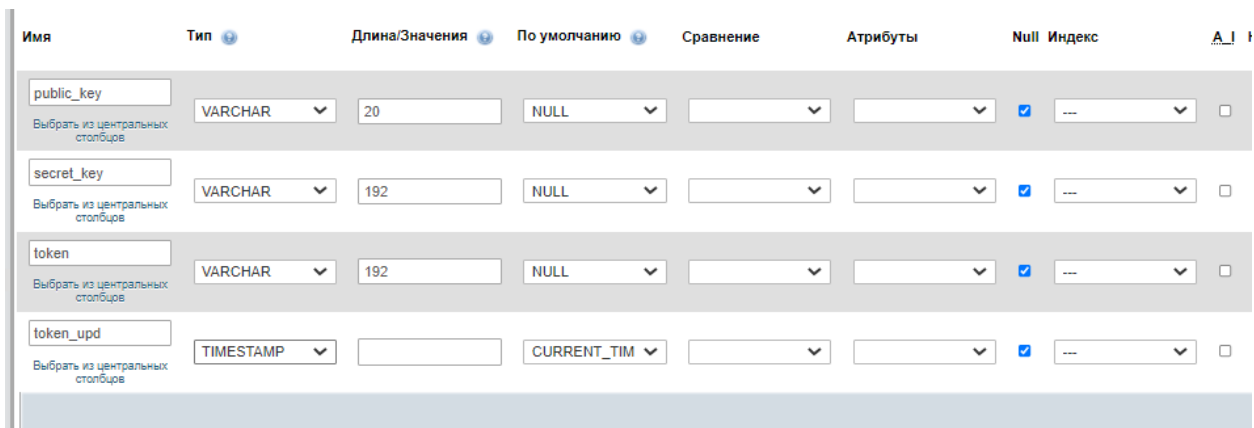 Имя Тип Длина/Значения По умолчанию Сравнение Атрибуты Null Индекс A_I
public_key
VARCHAR 20 NULL ---
Выбрать из центральных
столбцов
secret_key
VARCHAR 192 NULL ---
Выбрать из центральных
столбцов
token
VARCHAR 192 NULL ---
Выбрать из центральных
столбцов
token_upd
TIMESTAMP CURRENT_TIM ---
Выбрать из центральных
столбцов